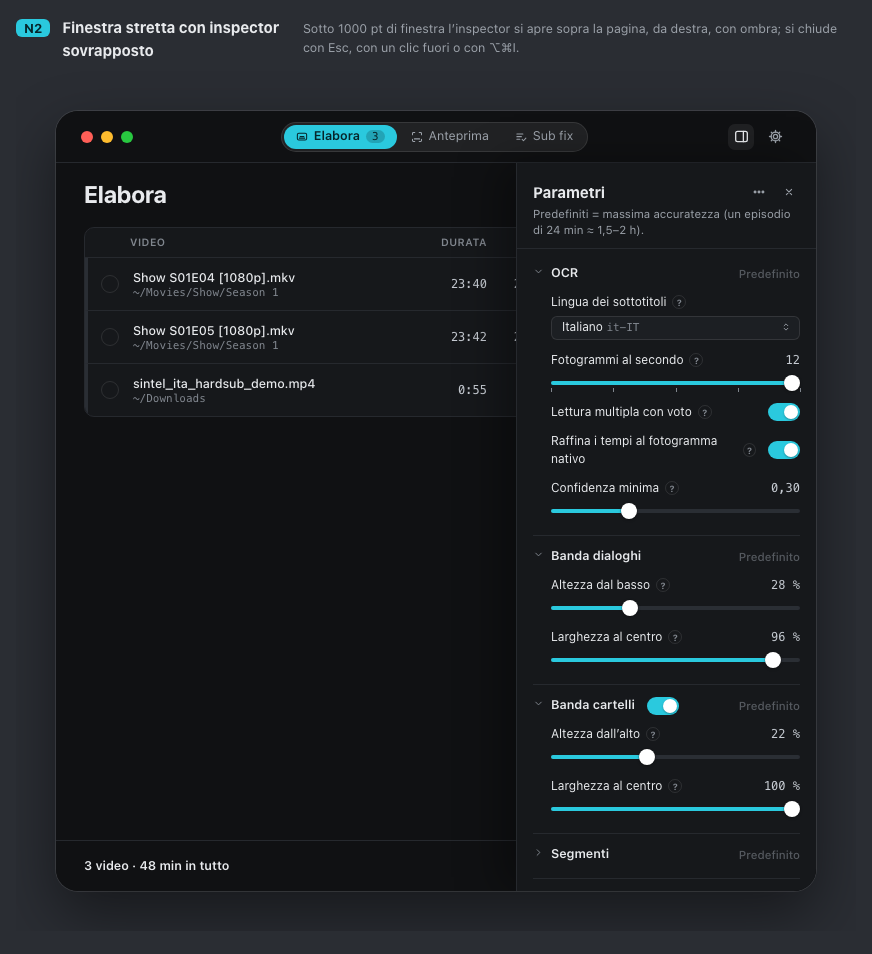 N2
Finestra stretta con inspector
sovrapposto
Sotto 1000 pt di finestra l'inspector si apre sopra la pagina, da destra, con ombra; si chiude
con Esc, con un clic fuori o con ⌥⌘I.
Elabora 3
Anteprima
Sub fix
Elabora
VIDEO DURATA
Show S01E04 [1080p].mkv
~/Movies/Show/Season 1
23:40
Show S01E05 [1080p].mkv
~/Movies/Show/Season 1
23:42
sintel_ita_hardsub_demo.mp4
~/Downloads
0:55
3 video · 48 min in tutto
Parametri
Predefiniti = massima accuratezza (un episodio
di 24 min ≈ 1,5–2 h).
OCR Predefinito
Lingua dei sottotitoli ?
Italiano it-IT
Fotogrammi al secondo ? 12
Lettura multipla con voto ?
Raffina i tempi al fotogramma
nativo ?
Confidenza minima ? 0,30
Banda dialoghi Predefinito
Altezza dal basso ? 28 %
Larghezza al centro ? 96 %
Banda cartelli Predefinito
Altezza dall'alto ? 22 %
Larghezza al centro ? 100 %
Segmenti Predefinito